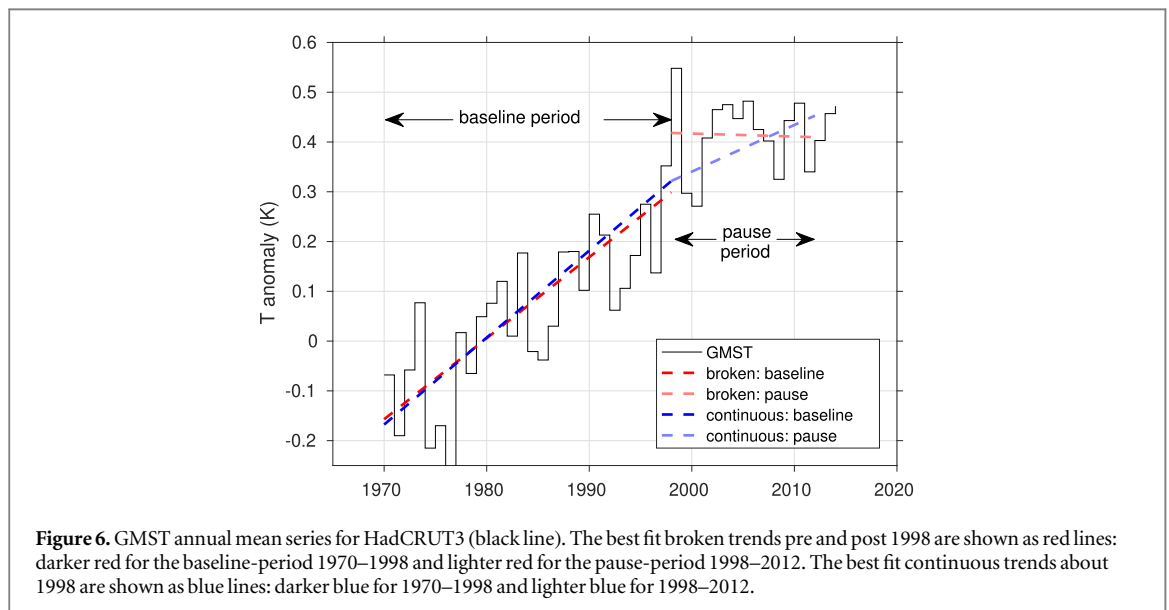 0.6
0.5
0.4
0.3
0.2
0.1
0
-0.1
-0.2
T anomaly (K)
baseline period
pause
period
GMST
broken: baseline
broken: pause
continuous: baseline
continuous: pause
1970
1980
1990
2000
2010
2020
Figure 6. GMST annual mean series for HadCRUT3 (black line). The best fit broken trends pre and post 1998 are shown as red lines:
darker red for the baseline-period 1970–1998 and lighter red for the pause-period 1998–2012. The best fit continuous trends about
1998 are shown as blue lines: darker blue for 1970–1998 and lighter blue for 1998–2012.